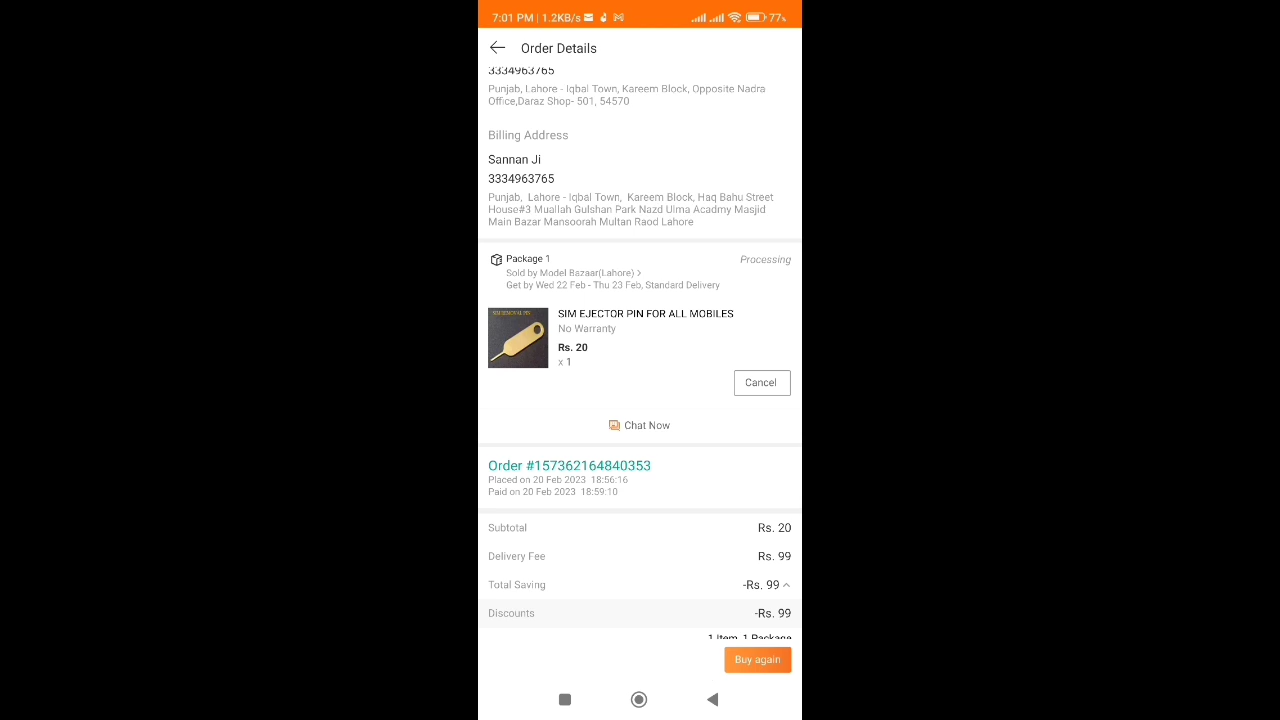 7:01 PM | 1.2KB/s 77%
Order Details
3334963765
Punjab, Lahore - Iqbal Town, Kareem Block, Opposite Nadra
Office,Daraz Shop- 501, 54570
Billing Address
Sannan Ji
3334963765
Punjab, Lahore - Iqbal Town, Kareem Block, Haq Bahu Street
House#3 Muallah Gulshan Park Nazd Ulma Acadmy Masjid
Main Bazar Mansoorah Multan Raod Lahore
Package 1 Processing
Sold by Model Bazaar(Lahore) >
Get by Wed 22 Feb - Thu 23 Feb, Standard Delivery
SIM EJECTOR PIN FOR ALL MOBILES
No Warranty
Rs. 20
x 1
Cancel
Chat Now
Order #157362164840353
Placed on 20 Feb 2023 18:56:16
Paid on 20 Feb 2023 18:59:10
Subtotal Rs. 20
Delivery Fee Rs. 99
Total Saving -Rs. 99
Discounts -Rs. 99
1 Item, 1 Package
Buy again